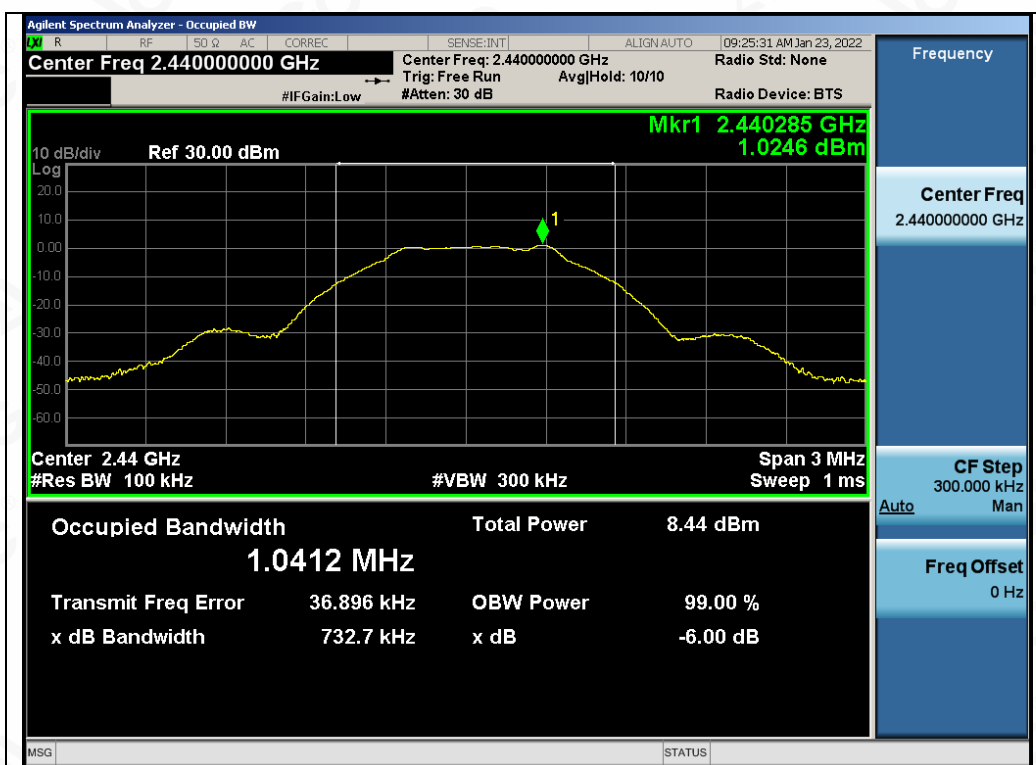 Agilent Spectrum Analyzer - Occupied BW
LXI R RF 50 Ω AC CORREC SENSE:INT ALIGN AUTO 09:25:31 AM Jan 23, 2022
Center Freq 2.440000000 GHz
Center Freq: 2.440000000 GHz
Radio Std: None
Trig: Free Run Avg|Hold: 10/10
#IFGain:Low #Atten: 30 dB
Radio Device: BTS
Mkr1 2.440285 GHz
1.0246 dBm
10 dB/div Ref 30.00 dBm
Log
20.0
10.0
0.00
-10.0
-20.0
-30.0
-40.0
-50.0
-60.0
1
Center 2.44 GHz Span 3 MHz
#Res BW 100 kHz #VBW 300 kHz Sweep 1 ms
Occupied Bandwidth Total Power 8.44 dBm
1.0412 MHz
Transmit Freq Error 36.896 kHz OBW Power 99.00 %
x dB Bandwidth 732.7 kHz x dB -6.00 dB
Frequency
Center Freq
2.440000000 GHz
CF Step
300.000 kHz
Auto Man
Freq Offset
0 Hz
MSG STATUS